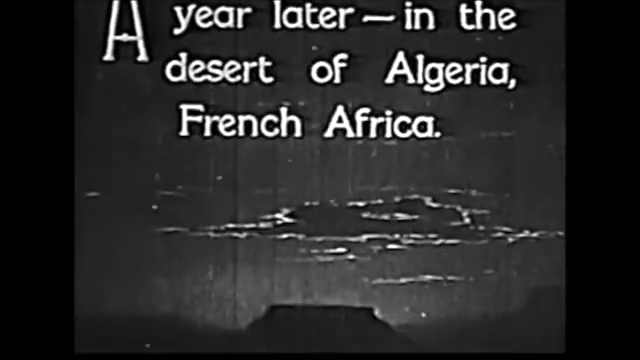 A year later — in the
desert of Algeria,
French Africa.